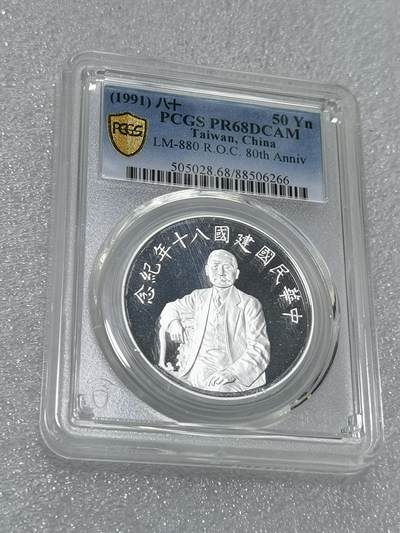 (1991) 八十 50 Yn
PCGS PCGS PR68DCAM
Taiwan, China
LM-880 R.O.C. 80th Anniv
505028.68/88506266
中華民國建國八十年紀念